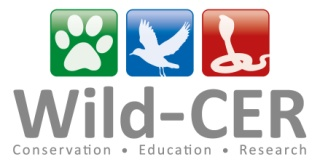 Wild-CER
Conservation • Education • Research